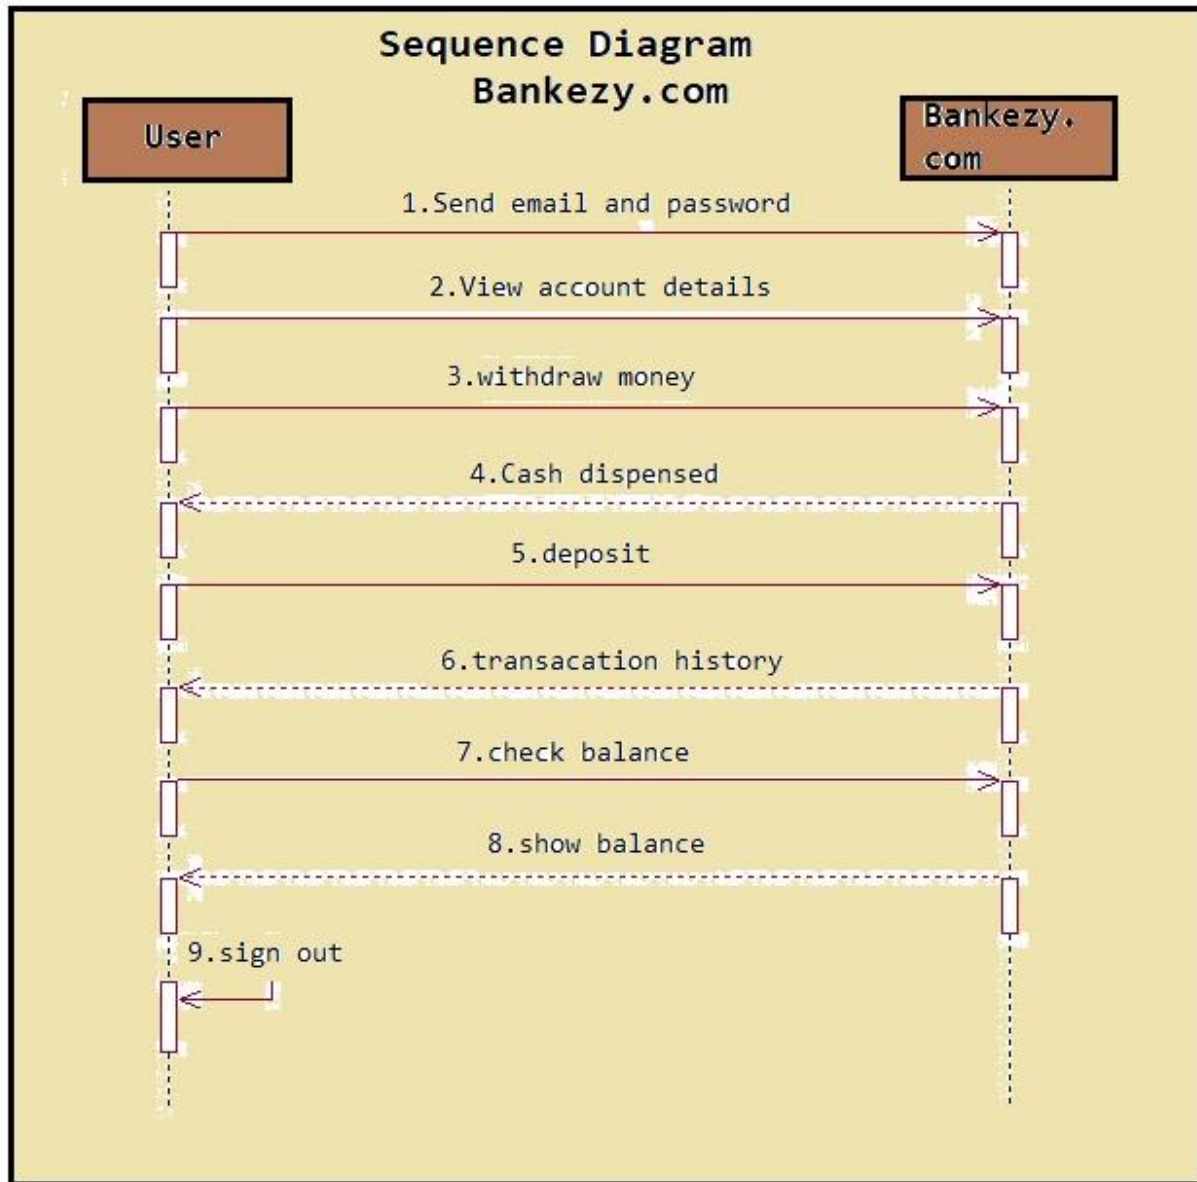 Sequence Diagram
Bankezy.com
User
Bankezy.
com
1.Send email and password
2.View account details
3.withdraw money
4.Cash dispensed
5.deposit
6.transacation history
7.check balance
8.show balance
9.sign out